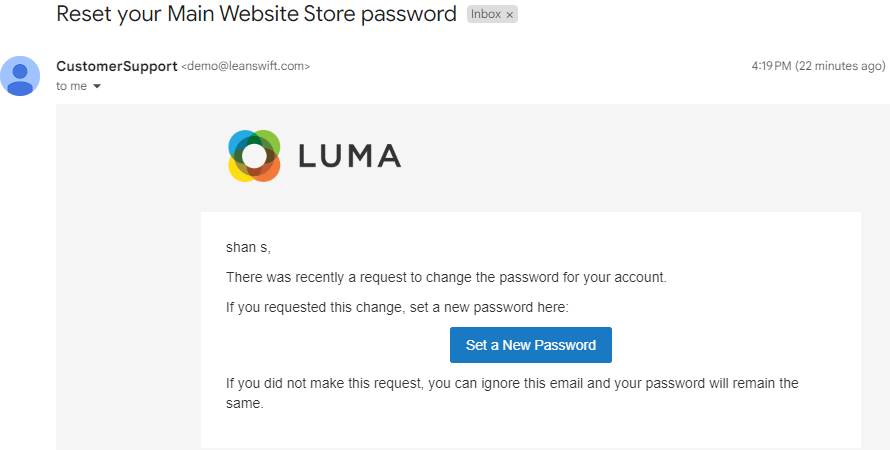 Reset your Main Website Store password Inbox ×
CustomerSupport <demo@leanswift.com> 4:19 PM (22 minutes ago)
to me
LUMA
shan s,
There was recently a request to change the password for your account.
If you requested this change, set a new password here:
Set a New Password
If you did not make this request, you can ignore this email and your password will remain the
same.